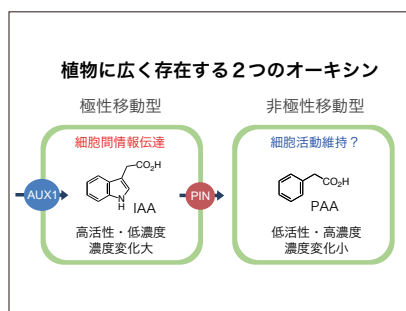 植物に広く存在する2つのオーキシン
極性移動型
非極性移動型
細胞間情報伝達
細胞活動維持？
CO₂H
CO₂H
AUX1
PIN
N
H
IAA
PAA
高活性・低濃度
濃度変化大
低活性・高濃度
濃度変化小